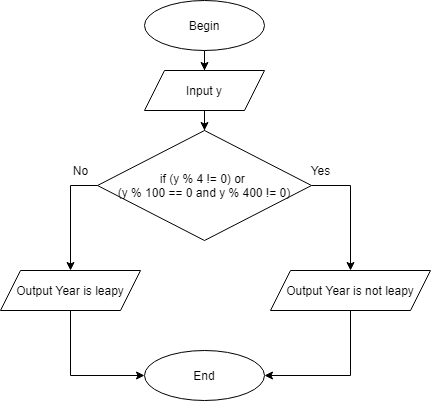 Begin
Input y
No
Yes
if (y % 4 != 0) or
(y % 100 == 0 and y % 400 != 0)
Output Year is leapy
Output Year is not leapy
End